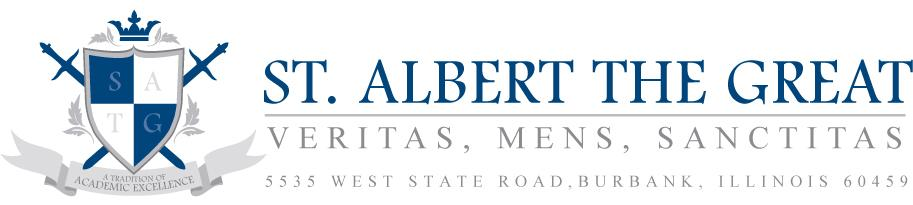 S A
T G
A TRADITION OF
ACADEMIC EXCELLENCE
ST. ALBERT THE GREAT
VERITAS, MENS, SANCTITAS
5535 WEST STATE ROAD,BURBANK, ILLINOIS 60459